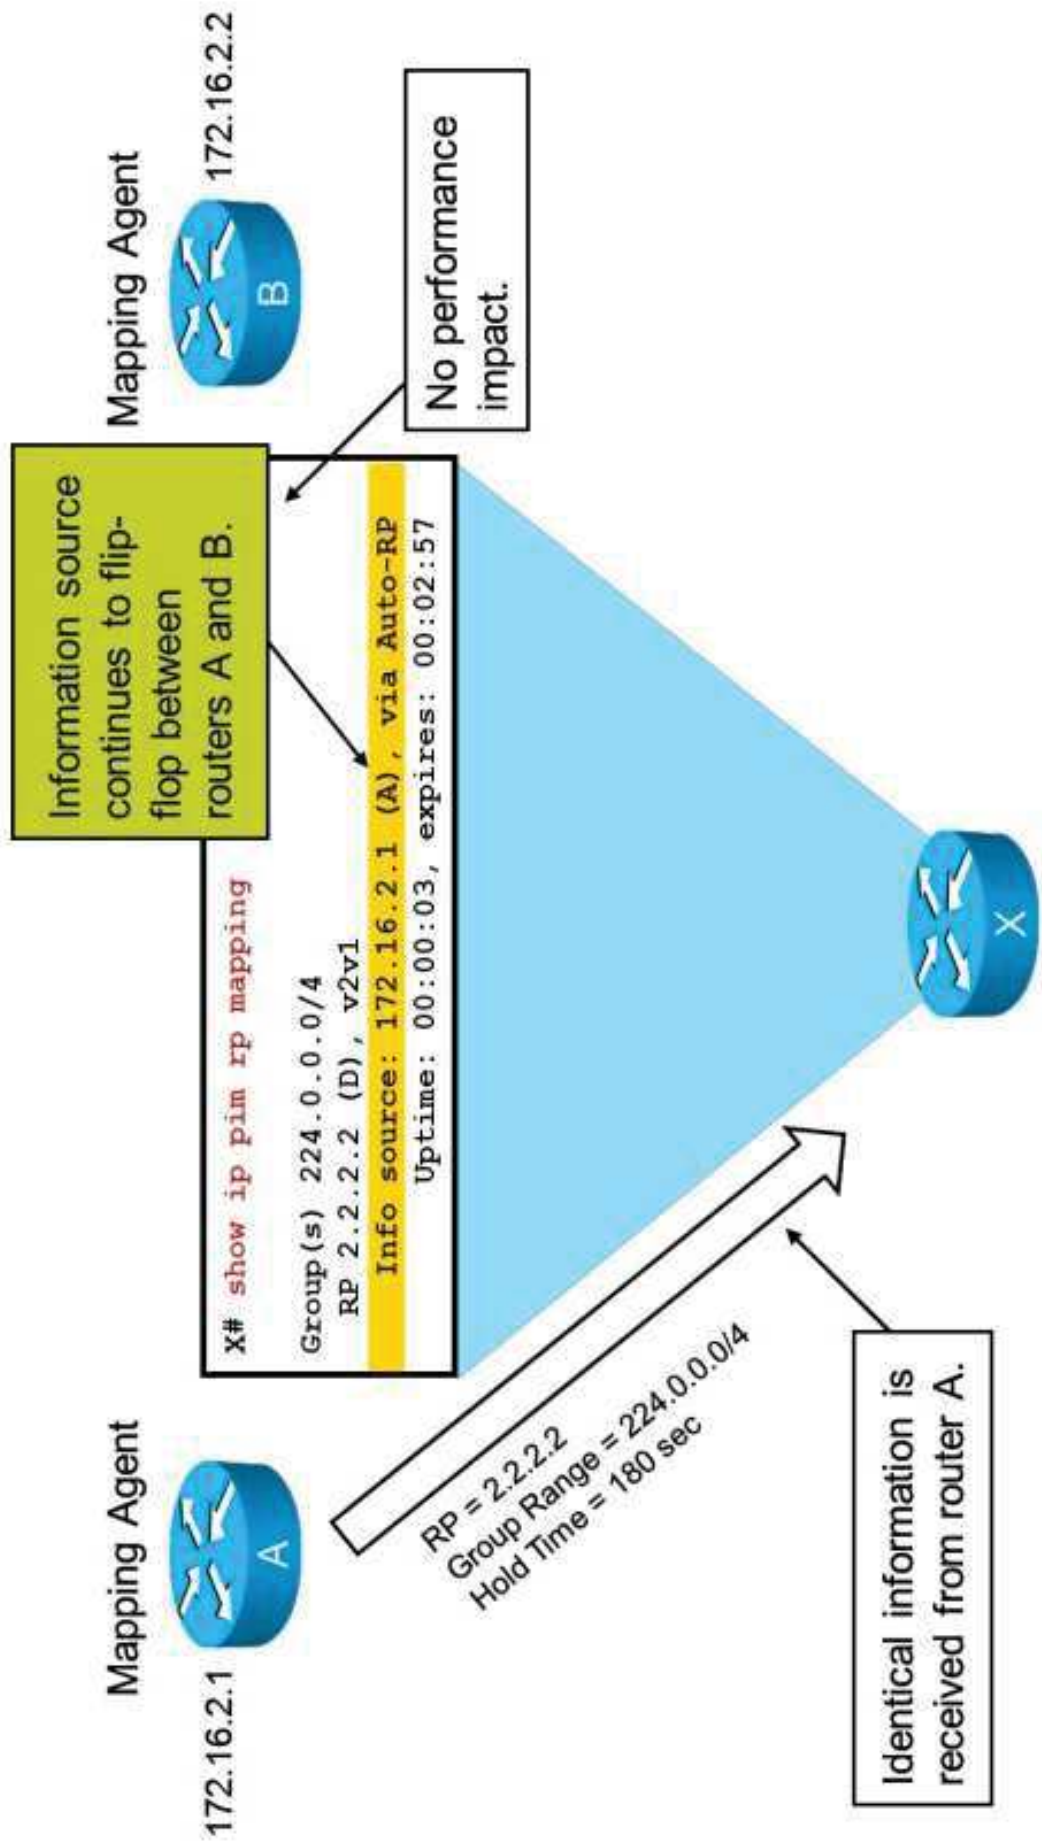 Mapping Agent
172.16.2.1
A
Information source
continues to flip-
flop between
routers A and B.
Mapping Agent
172.16.2.2
B
X# show ip pim rp mapping
Group(s) 224.0.0.0/4
RP 2.2.2.2 (D), v2v1
Info source: 172.16.2.1 (A), via Auto-RP
Uptime: 00:00:03, expires: 00:02:57
No performance
impact.
RP = 2.2.2.2
Group Range = 224.0.0.0/4
Hold Time = 180 sec
Identical information is
received from router A.
X